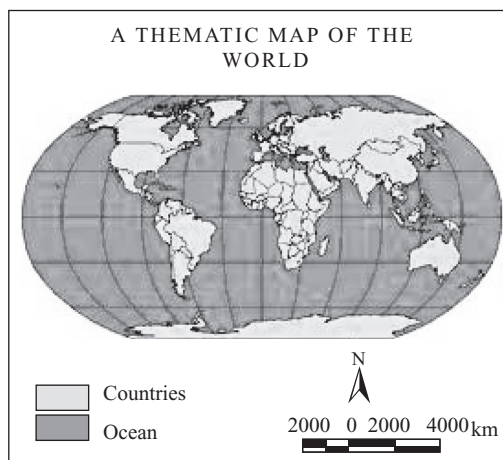 A THEMATIC MAP OF THE
WORLD
Countries
Ocean
N
2000 0 2000 4000 km